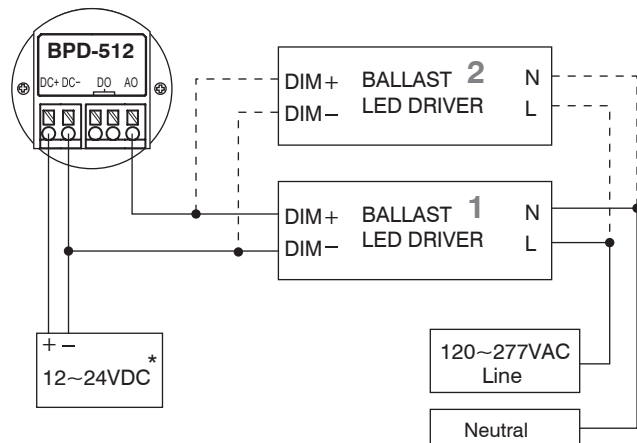 BPD-512
DC+ DC- DO AO
DIM+ BALLAST 2 N
DIM- LED DRIVER L
DIM+ BALLAST 1 N
DIM- LED DRIVER L
+ - *
12~24VDC
120~277VAC
Line
Neutral